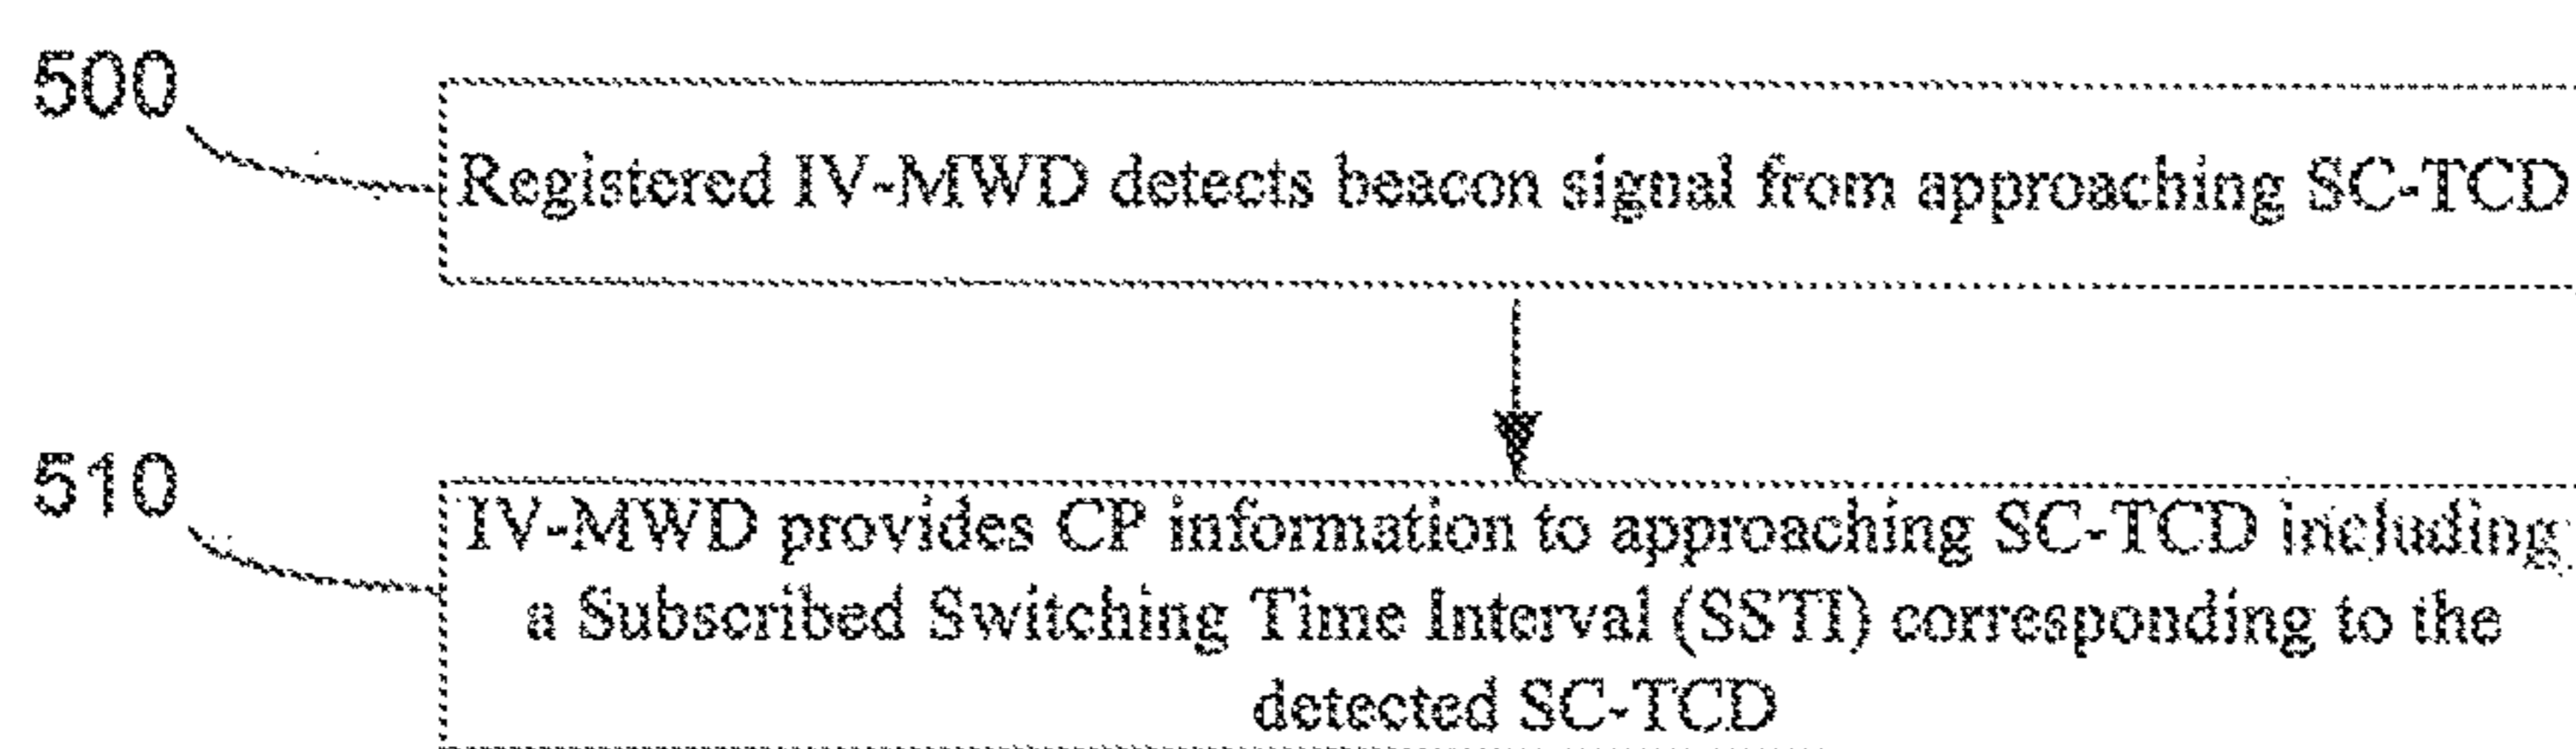 500
Registered IV-MWD detects beacon signal from approaching SC-TCD
510
IV-MWD provides CP information to approaching SC-TCD including
a Subscribed Switching Time Interval (SSTI) corresponding to the
detected SC-TCD